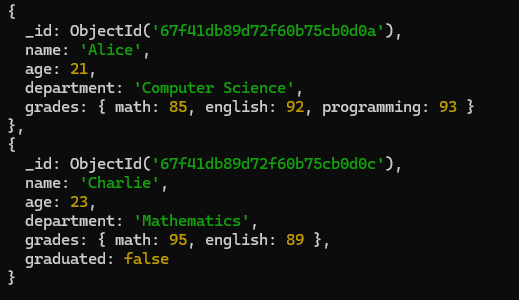 {
  _id: ObjectId('67f41db89d72f60b75cb0d0a'),
  name: 'Alice',
  age: 21,
  department: 'Computer Science',
  grades: { math: 85, english: 92, programming: 93 }
},
{
  _id: ObjectId('67f41db89d72f60b75cb0d0c'),
  name: 'Charlie',
  age: 23,
  department: 'Mathematics',
  grades: { math: 95, english: 89 },
  graduated: false
}